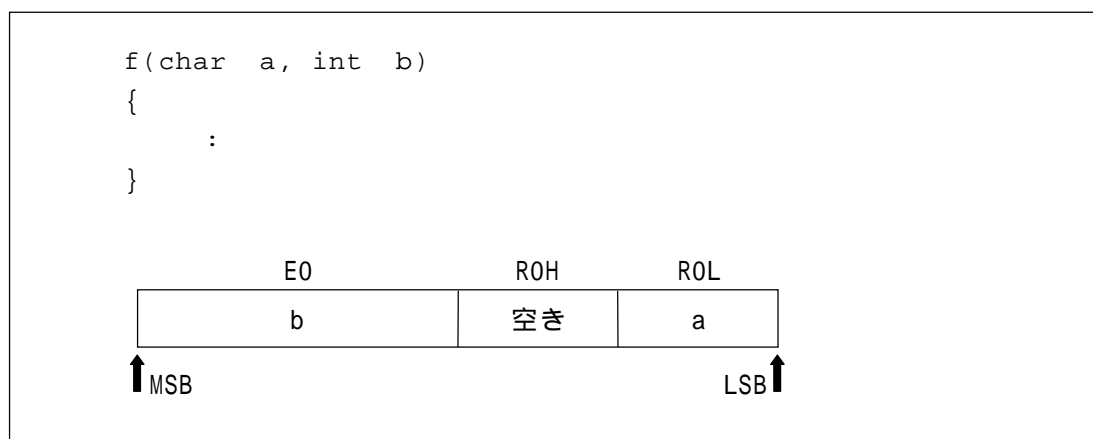 f(char a, int b)
{
:
}
E0 R0H R0L
b 空き a
MSB LSB